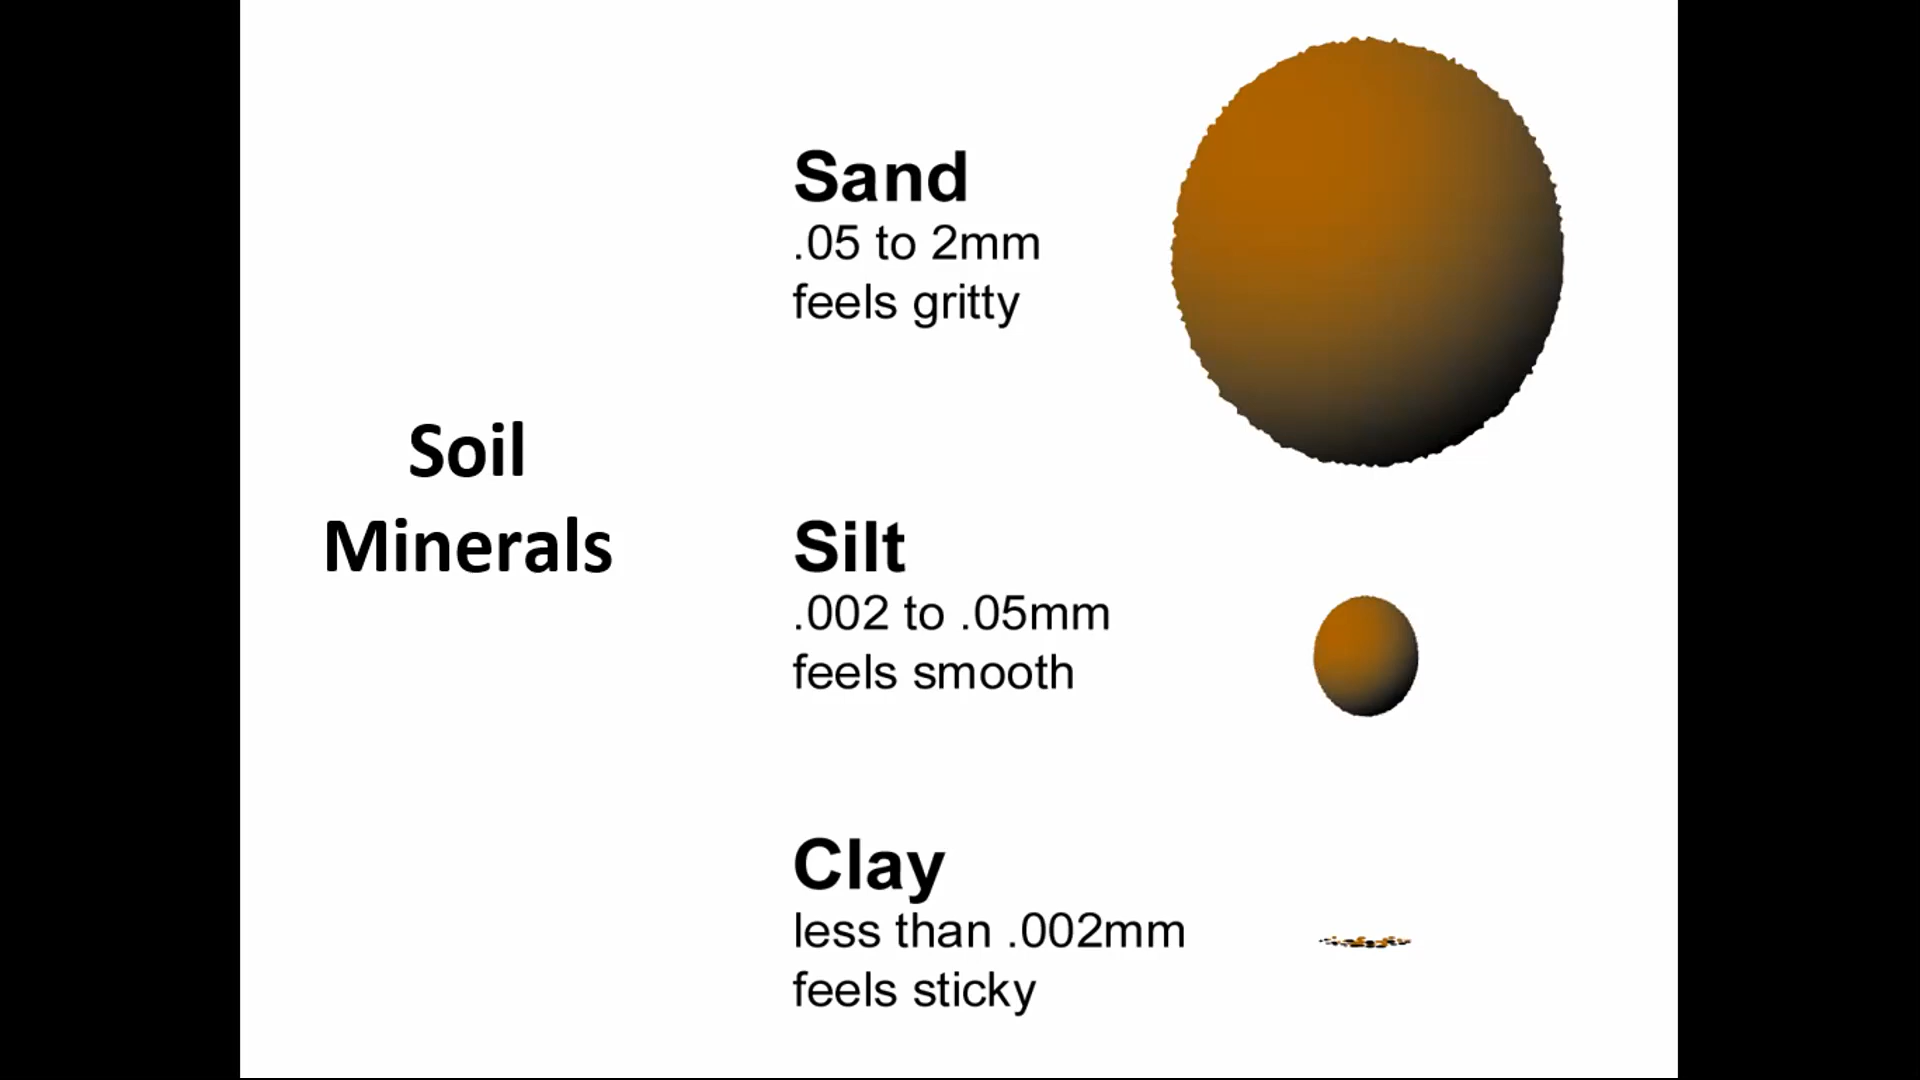 Soil
Minerals
Sand
.05 to 2mm
feels gritty
Silt
.002 to .05mm
feels smooth
Clay
less than .002mm
feels sticky